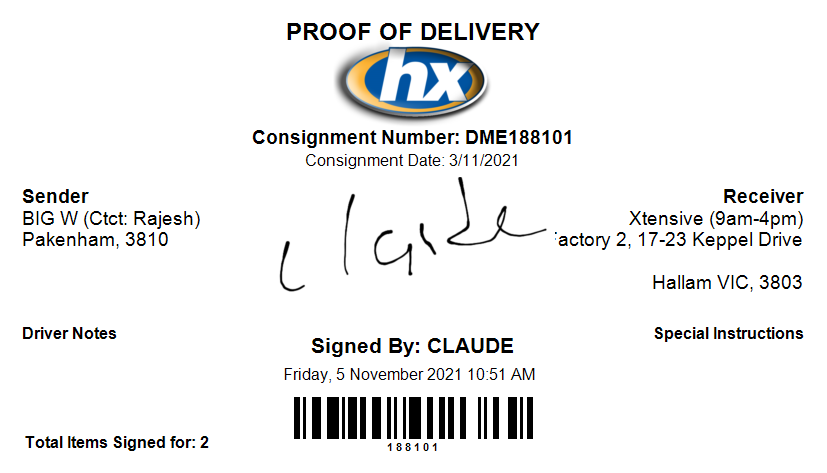 PROOF OF DELIVERY
hx
Consignment Number: DME188101
Consignment Date: 3/11/2021
Sender
BIG W (Ctct: Rajesh)
Pakenham, 3810
Claude
Receiver
Xtensive (9am-4pm)
actory 2, 17-23 Keppel Drive
Hallam VIC, 3803
Driver Notes
Special Instructions
Signed By: CLAUDE
Friday, 5 November 2021 10:51 AM
188101
Total Items Signed for: 2